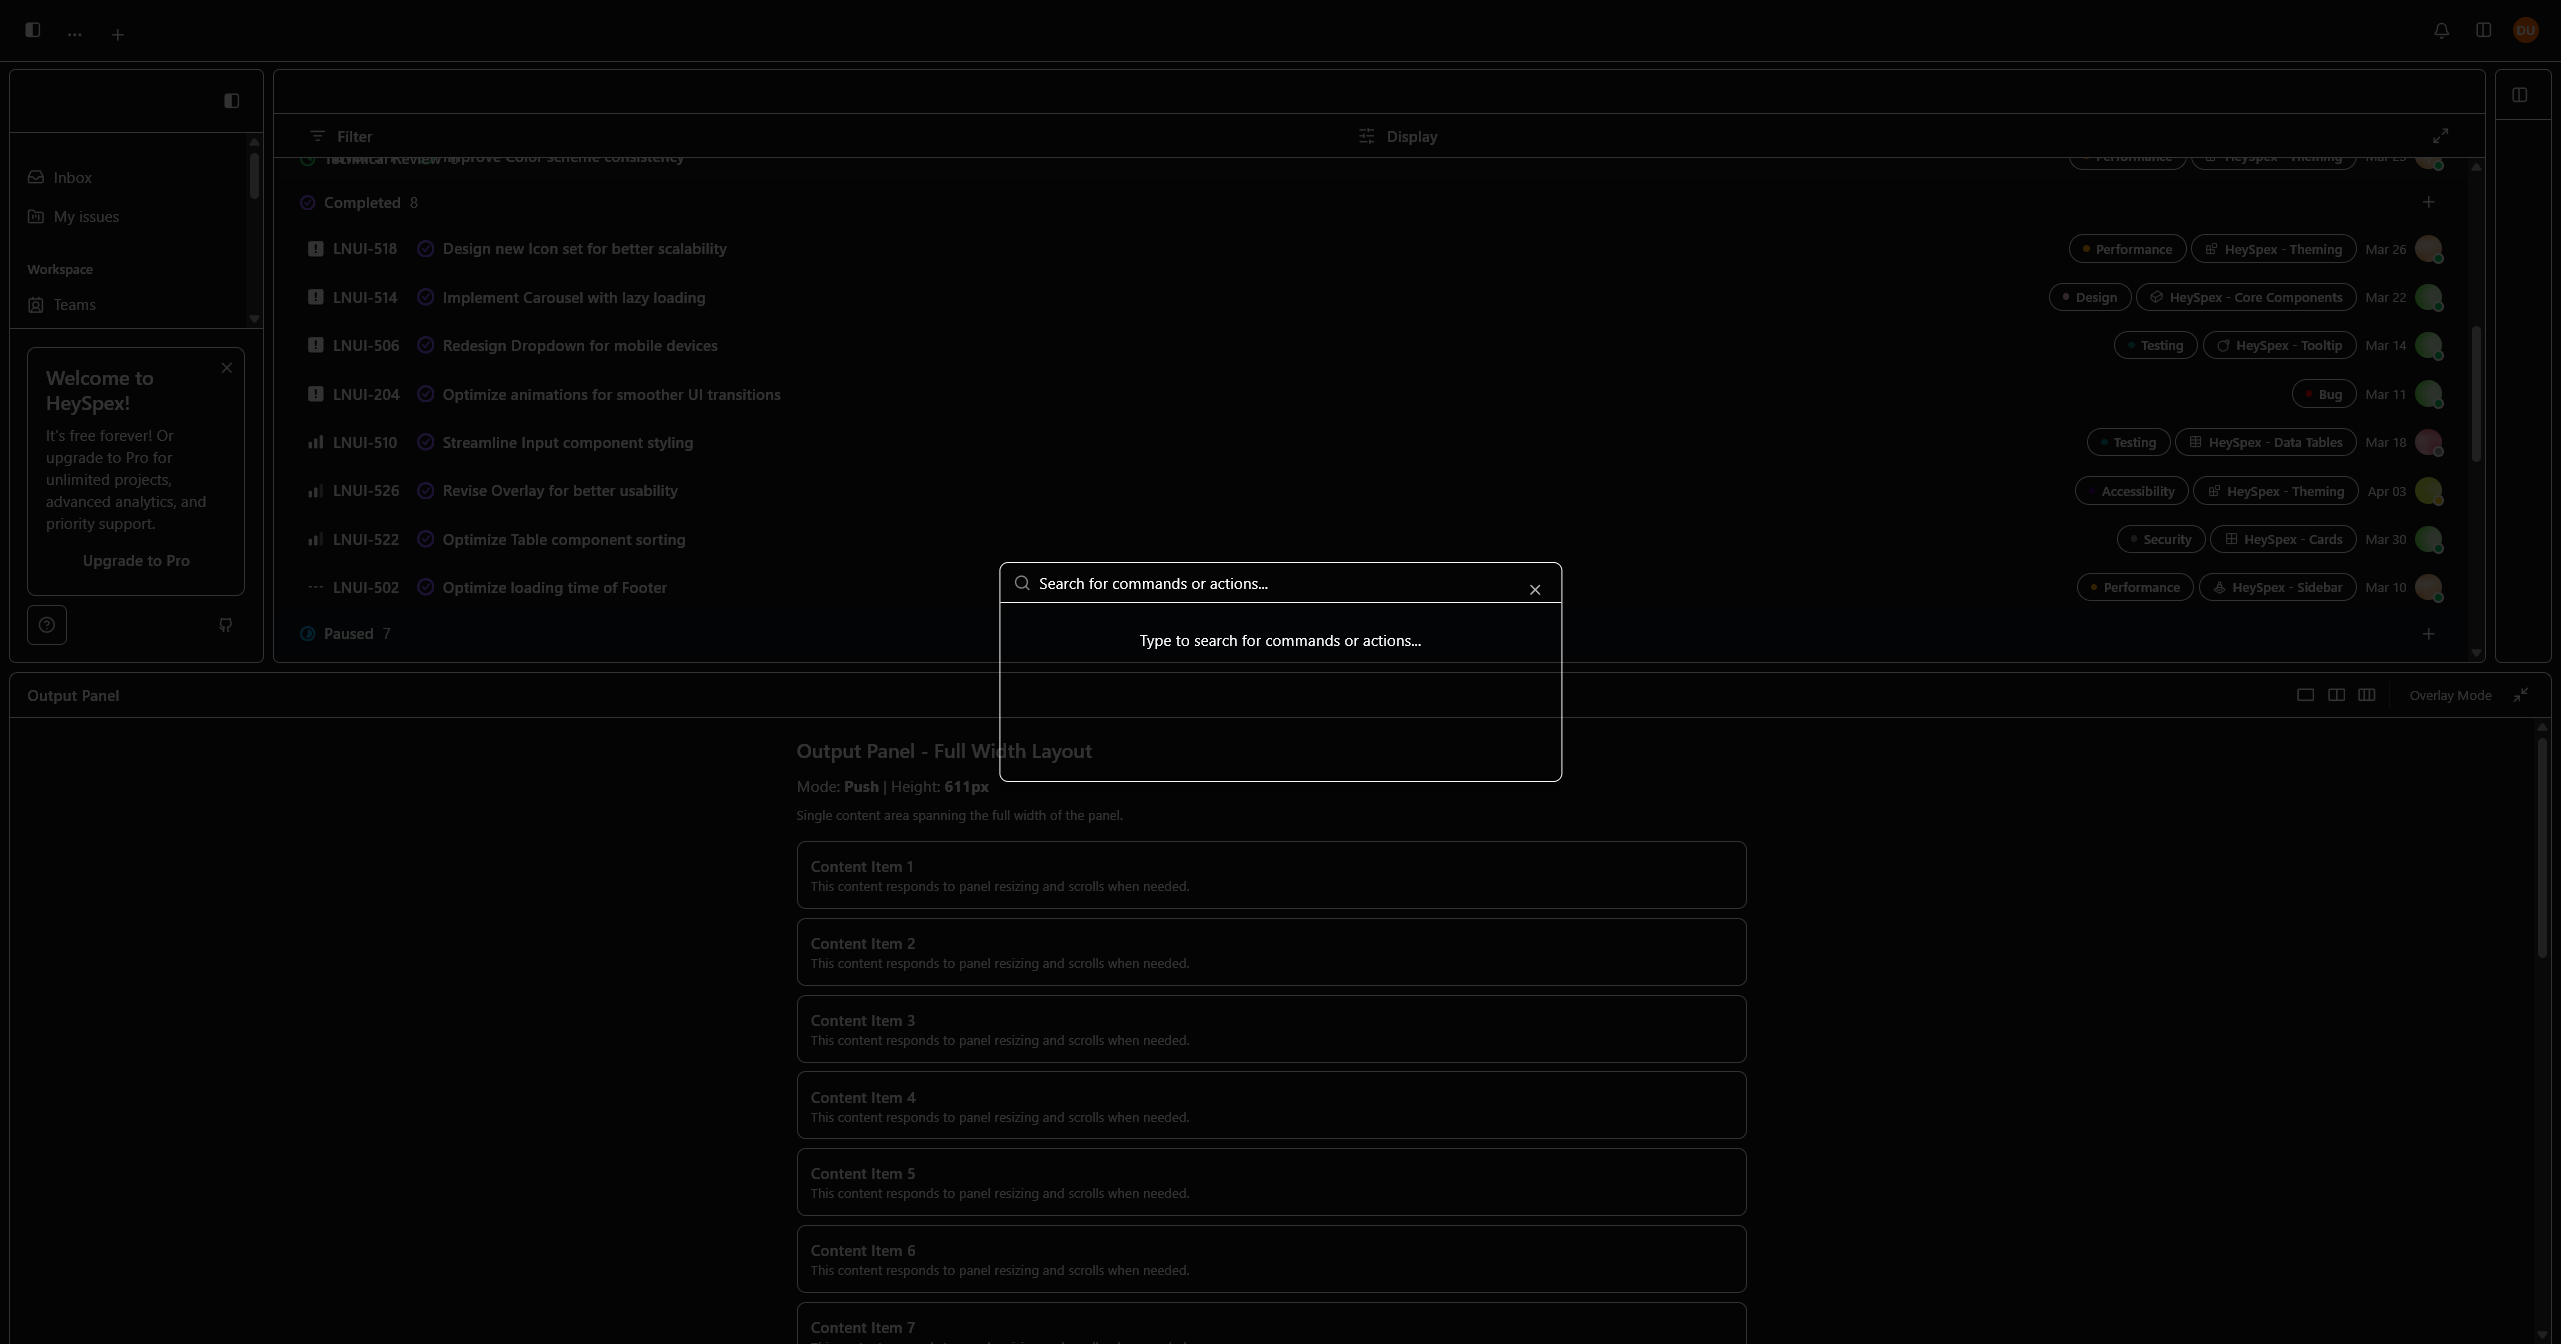 DU
Filter
Display
Technical Review 8
Improve Color scheme consistency
Performance HeySpex - Theming Mar 25
Inbox
My issues
Workspace
Teams
Completed 8
LNUI-518 Design new Icon set for better scalability Performance HeySpex - Theming Mar 26
LNUI-514 Implement Carousel with lazy loading Design HeySpex - Core Components Mar 22
LNUI-506 Redesign Dropdown for mobile devices Testing HeySpex - Tooltip Mar 14
LNUI-204 Optimize animations for smoother UI transitions Bug Mar 11
LNUI-510 Streamline Input component styling Testing HeySpex - Data Tables Mar 18
LNUI-526 Revise Overlay for better usability Accessibility HeySpex - Theming Apr 03
LNUI-522 Optimize Table component sorting Security HeySpex - Cards Mar 30
LNUI-502 Optimize loading time of Footer Performance HeySpex - Sidebar Mar 10
Paused 7
Welcome to
HeySpex!
It's free forever! Or
upgrade to Pro for
unlimited projects,
advanced analytics, and
priority support.
Upgrade to Pro
Search for commands or actions...
Type to search for commands or actions...
Output Panel
Overlay Mode
Output Panel - Full Width Layout
Mode: Push | Height: 611px
Single content area spanning the full width of the panel.
Content Item 1
This content responds to panel resizing and scrolls when needed.
Content Item 2
This content responds to panel resizing and scrolls when needed.
Content Item 3
This content responds to panel resizing and scrolls when needed.
Content Item 4
This content responds to panel resizing and scrolls when needed.
Content Item 5
This content responds to panel resizing and scrolls when needed.
Content Item 6
This content responds to panel resizing and scrolls when needed.
Content Item 7